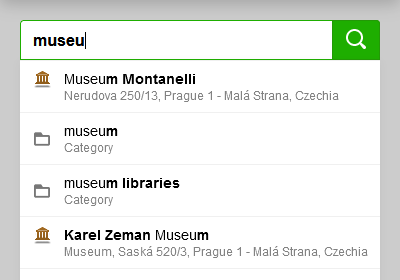 museu
Museum Montanelli
Nerudova 250/13, Prague 1 - Malá Strana, Czechia
museum
Category
museum libraries
Category
Karel Zeman Museum
Museum, Saská 520/3, Prague 1 - Malá Strana, Czechia